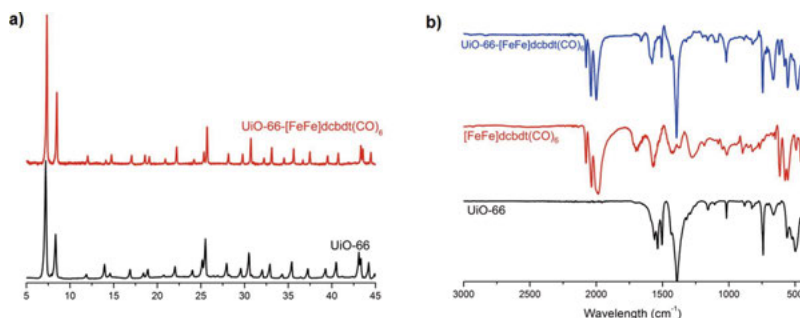 a)
UiO-66-[FeFe]dcbdt(CO)₆
UiO-66
5 10 15 20 25 30 35 40 45
b)
UiO-66-[FeFe]dcbdt(CO)₆
[FeFe]dcbdt(CO)₆
UiO-66
3000 2500 2000 1500 1000 500
Wavelength (cm⁻¹)